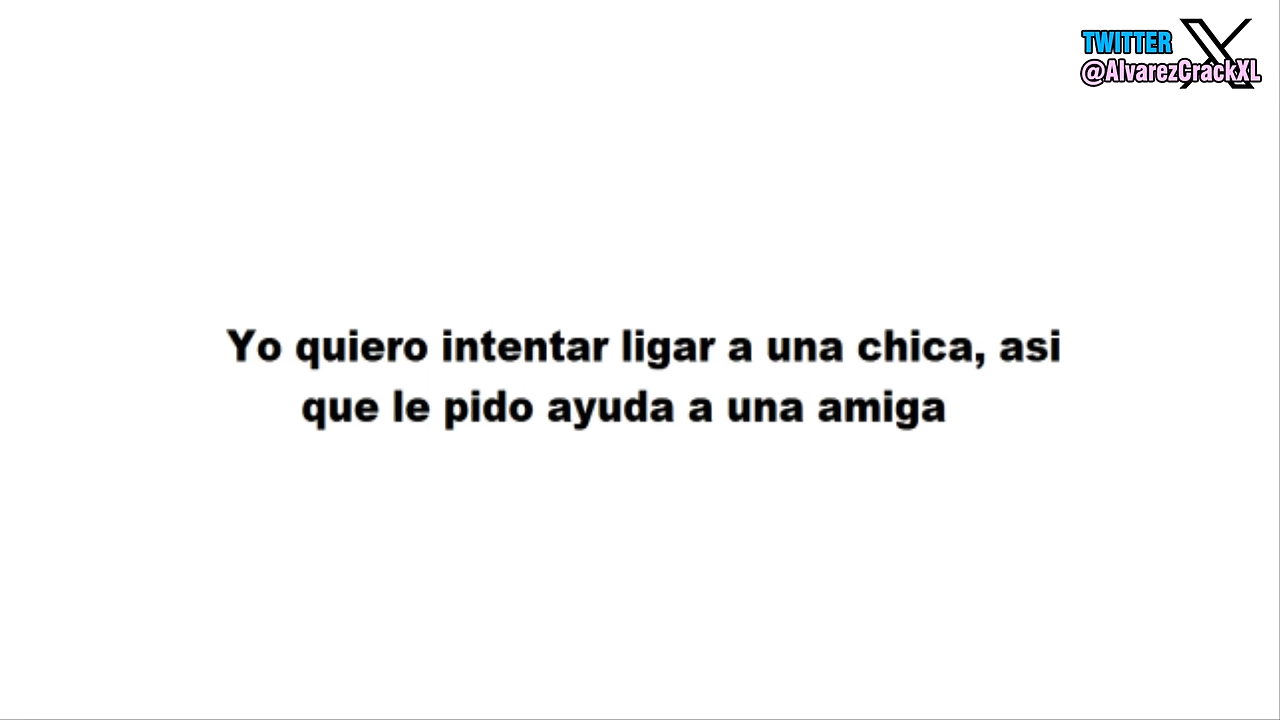 TWITTER
@AlvarezCrackXL
Yo quiero intentar ligar a una chica, asi
que le pido ayuda a una amiga